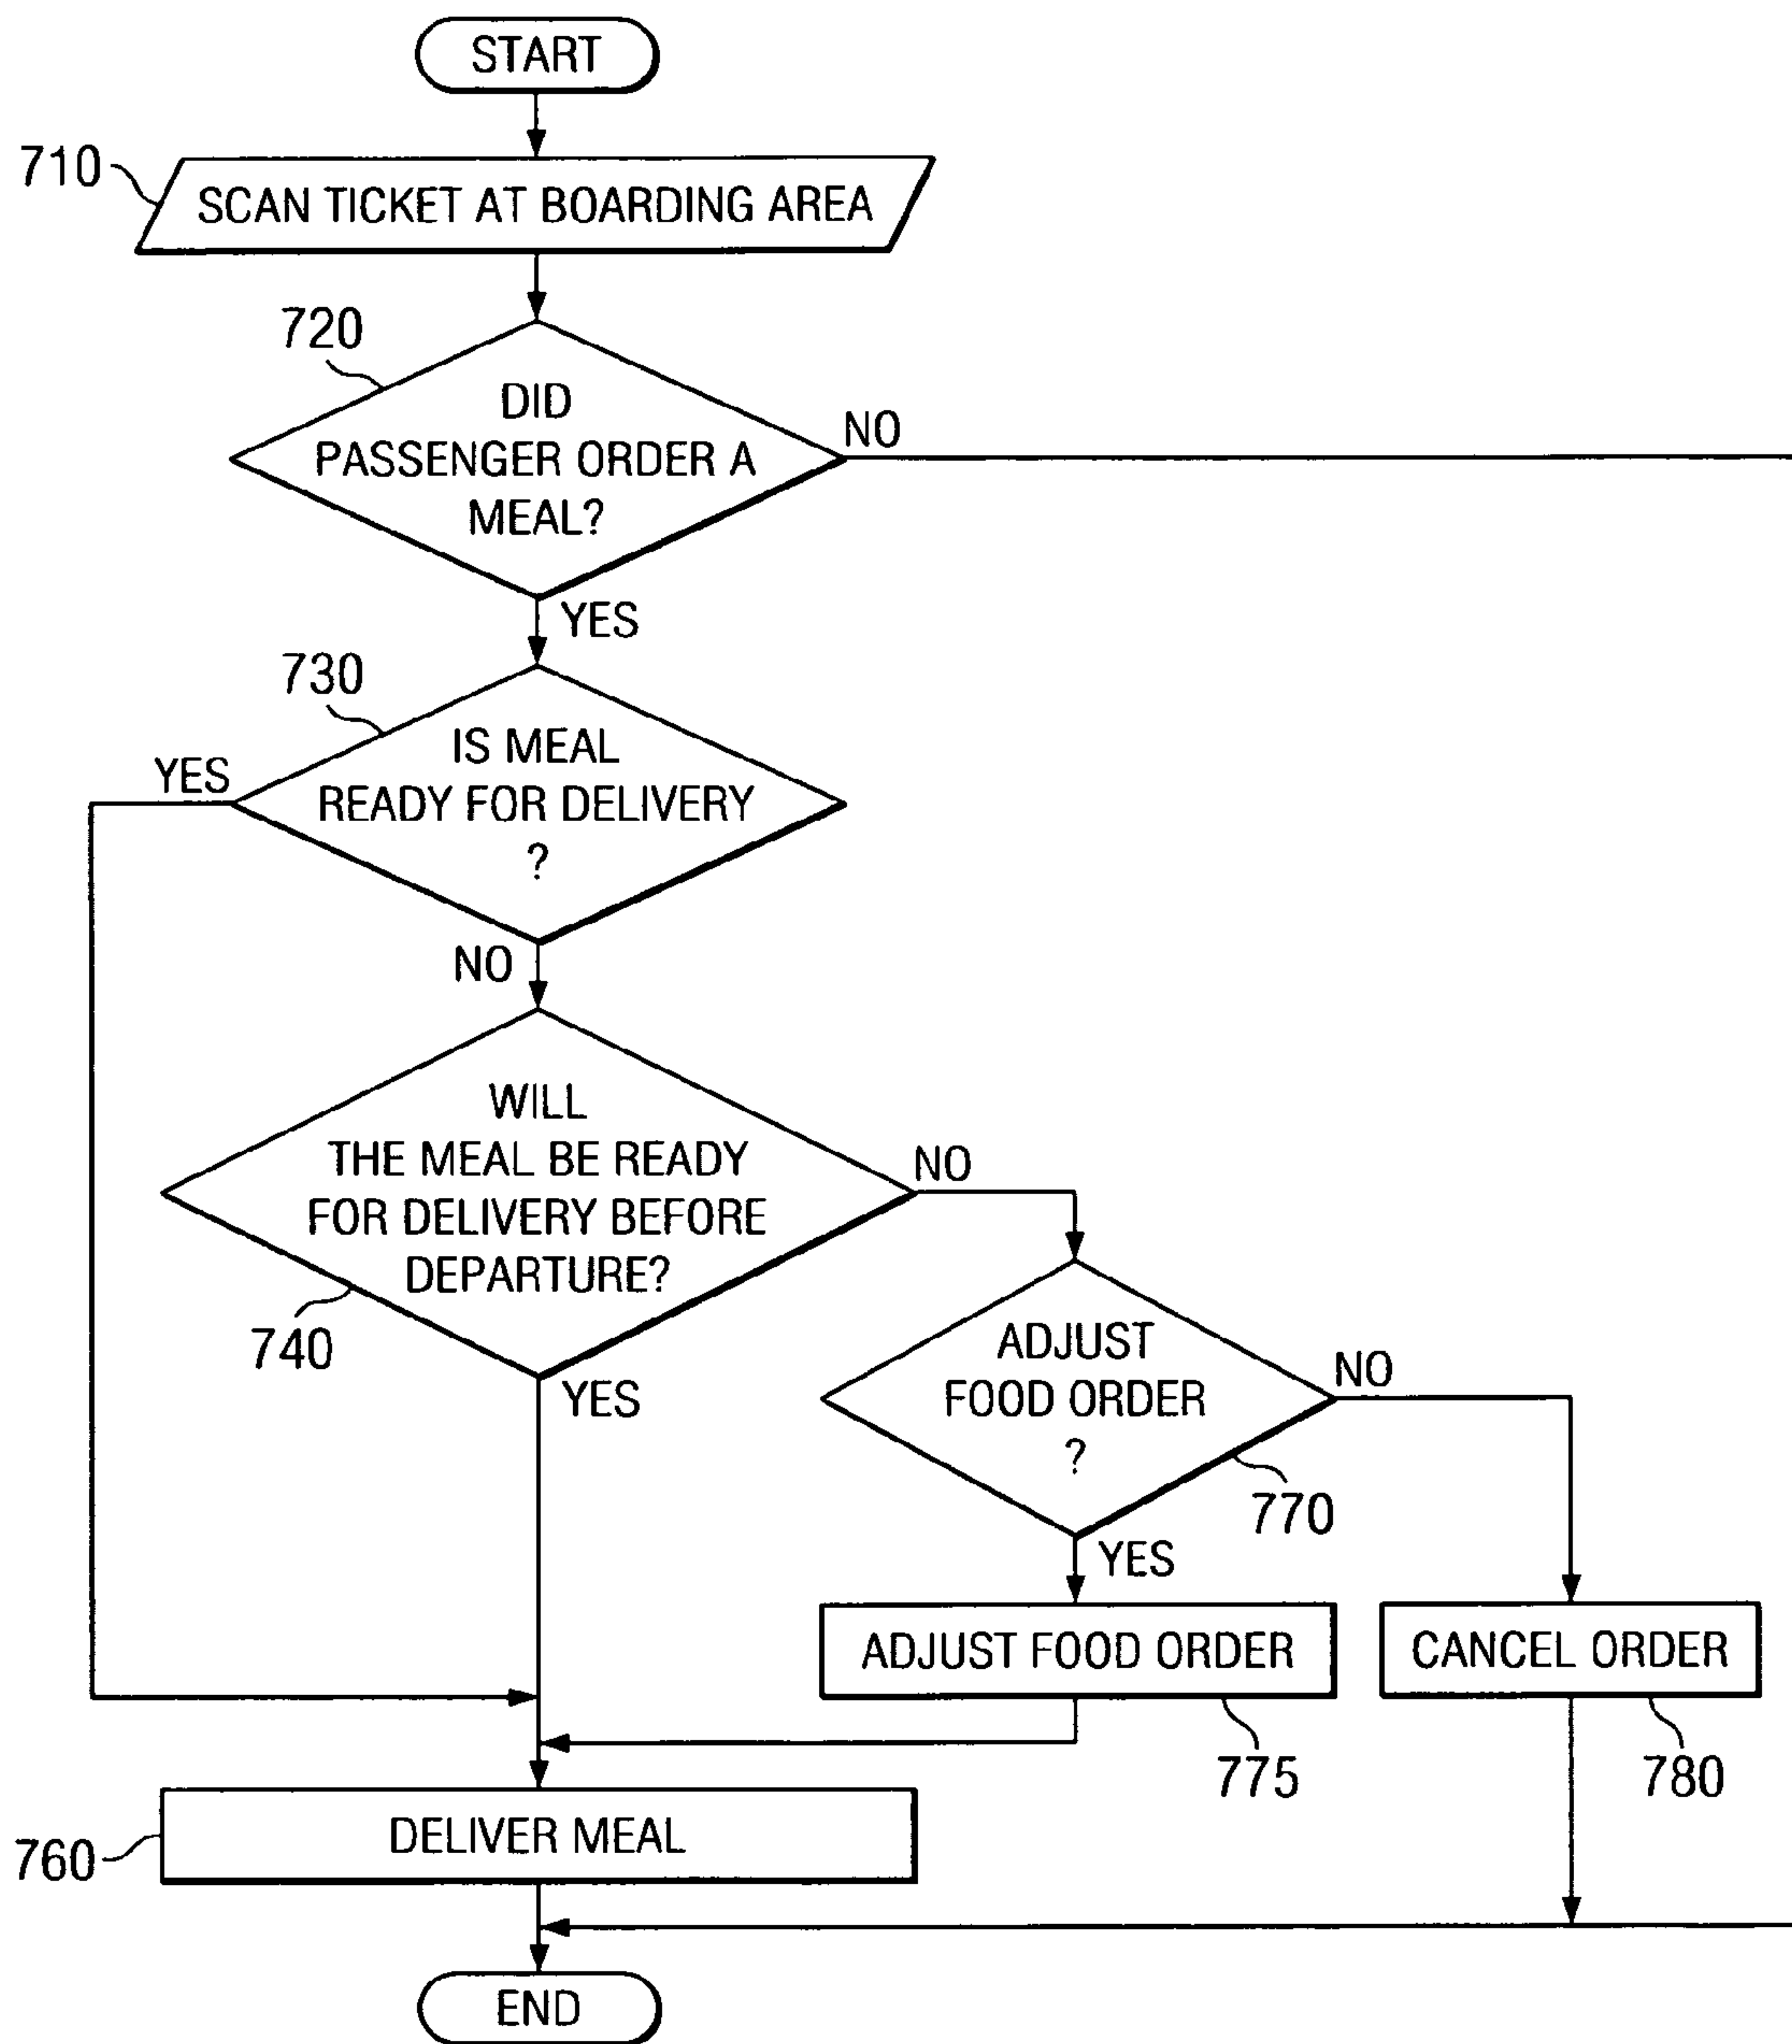 START
710
SCAN TICKET AT BOARDING AREA
720
DID
PASSENGER ORDER A
MEAL?
NO
YES
730
IS MEAL
READY FOR DELIVERY
?
YES
NO
WILL
THE MEAL BE READY
FOR DELIVERY BEFORE
DEPARTURE?
NO
740
YES
ADJUST
FOOD ORDER
?
NO
770
YES
ADJUST FOOD ORDER
CANCEL ORDER
775
780
DELIVER MEAL
760
END